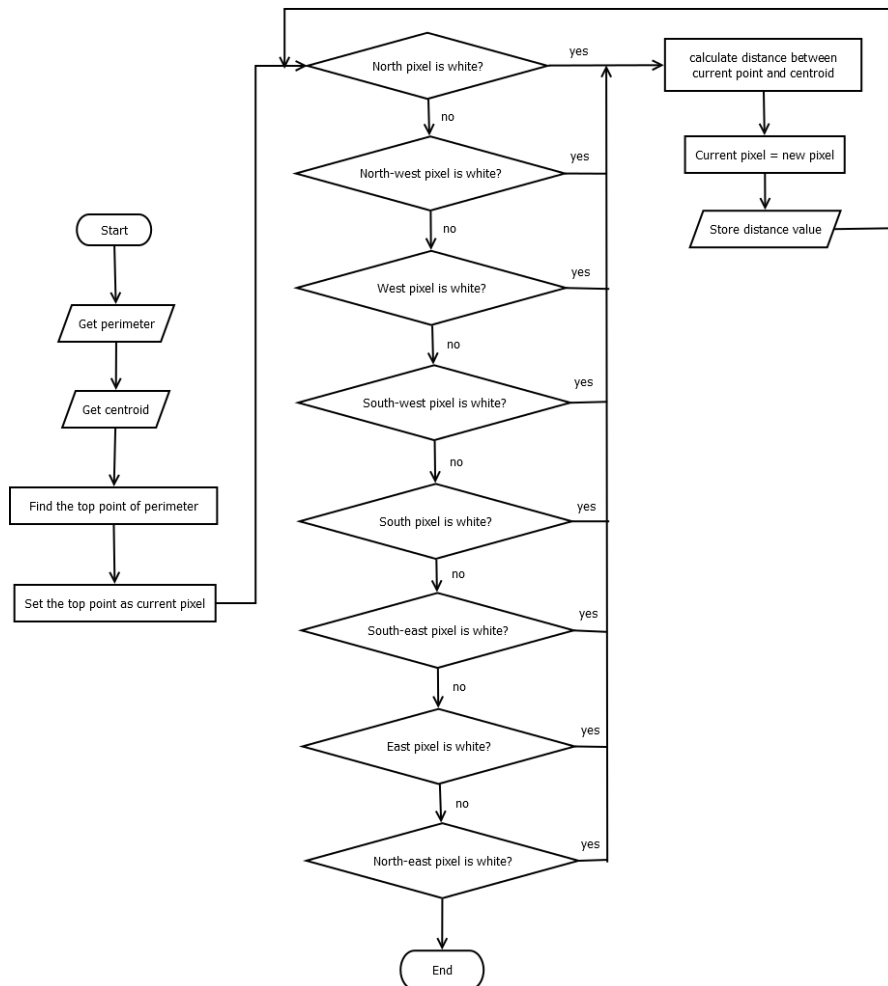 Start
Get perimeter
Get centroid
Find the top point of perimeter
Set the top point as current pixel
North pixel is white?
yes
no
North-west pixel is white?
yes
no
West pixel is white?
yes
no
South-west pixel is white?
yes
no
South pixel is white?
yes
no
South-east pixel is white?
yes
no
East pixel is white?
yes
no
North-east pixel is white?
yes
End
calculate distance between
current point and centroid
Current pixel = new pixel
Store distance value